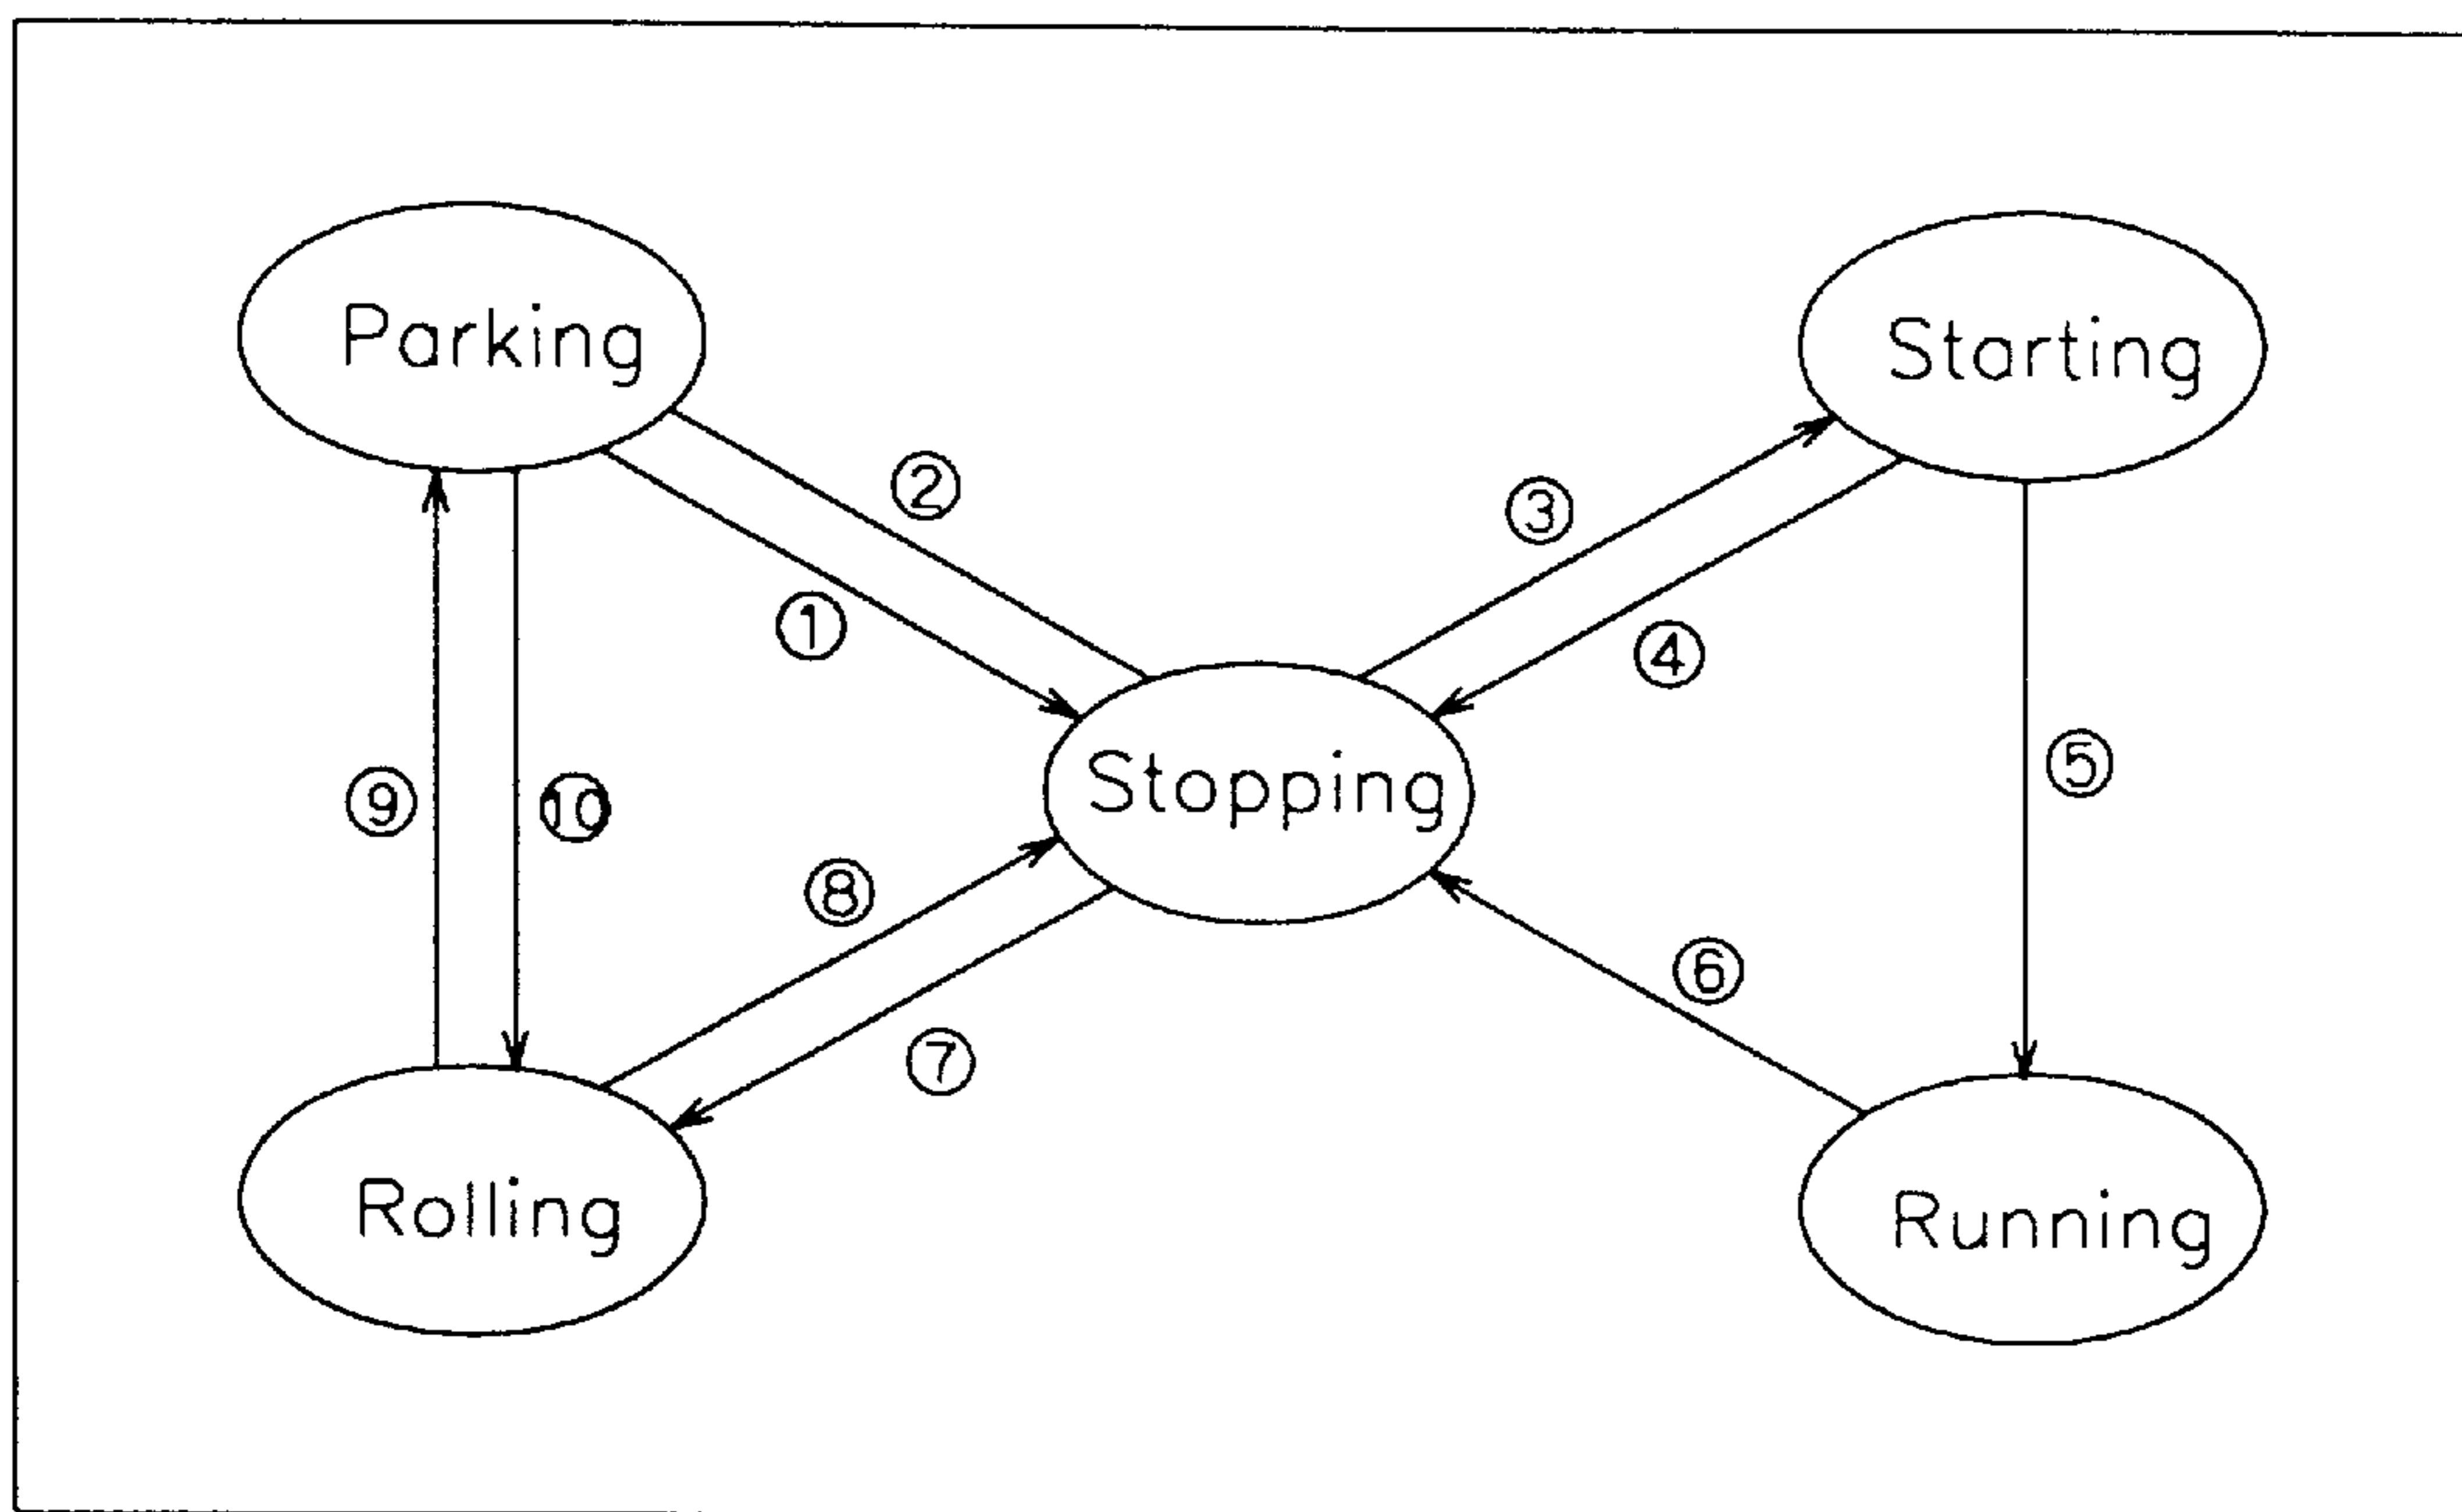 Parking
Starting
②
③
①
④
Stopping
⑤
⑨
⑩
⑧
⑥
⑦
Rolling
Running